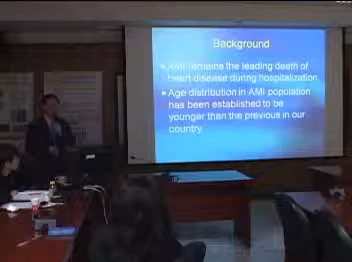 Background
AMI remains the leading death of
heart disease during hospitalization
Age distribution in AMI population
has been established to be
younger than the previous in our
country